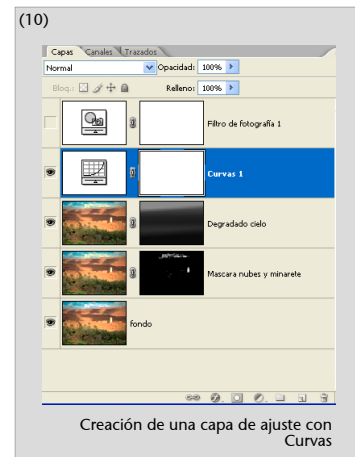 (10)
Capas Canales Trazados
Normal Opacidad: 100%
Bloq.: Relleno: 100%
Filtro de fotografía 1
Curvas 1
Degradado cielo
Mascara nubes y minarete
fondo
Creación de una capa de ajuste con
Curvas